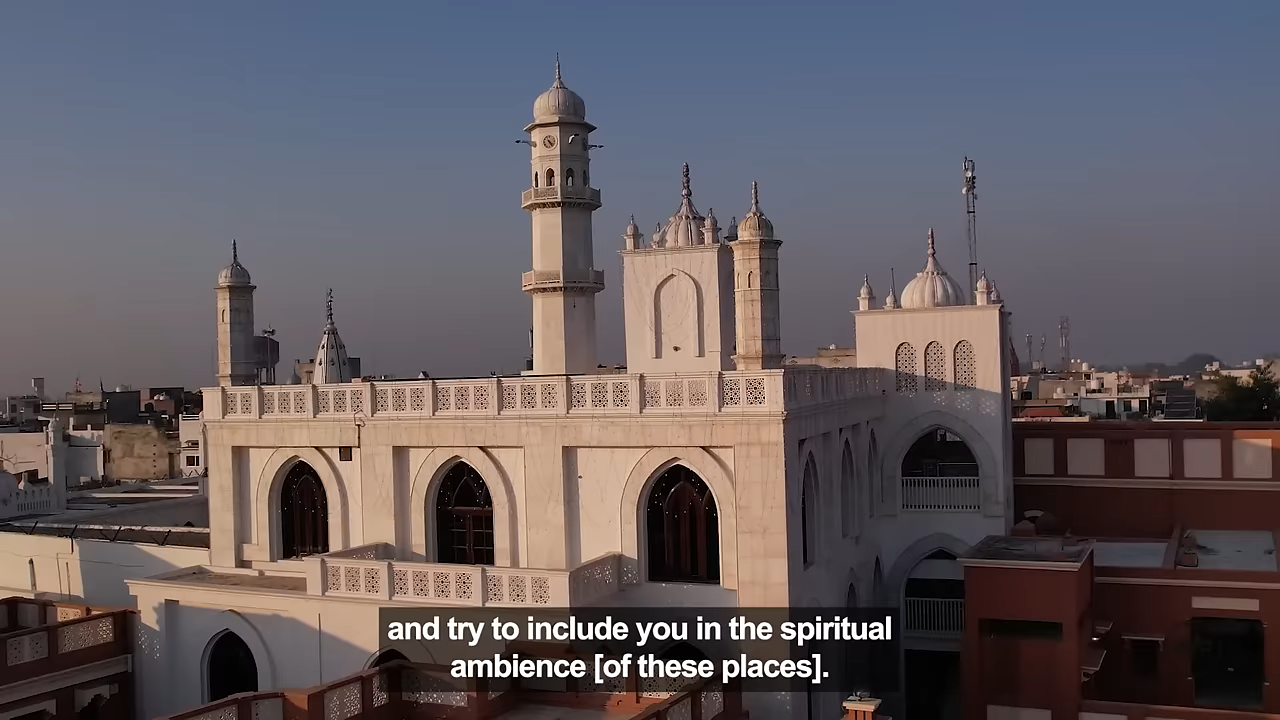 and try to include you in the spiritual
ambience [of these places].